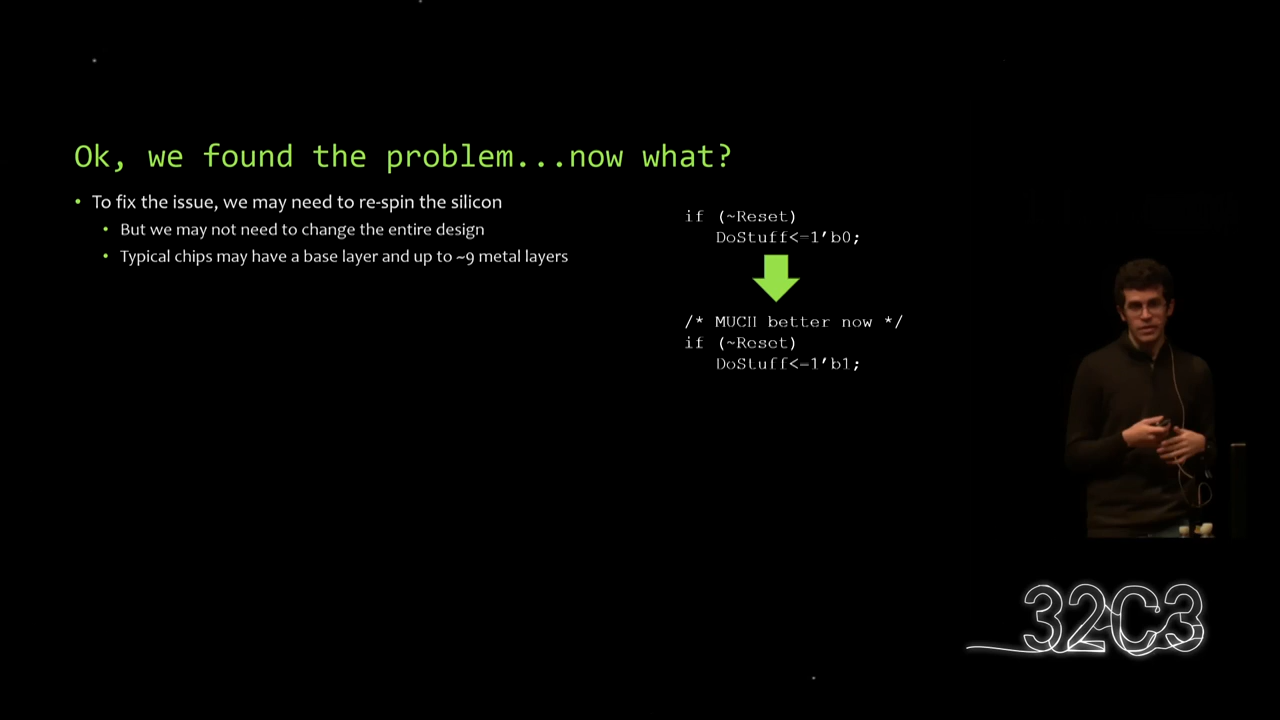 Ok, we found the problem...now what?
• To fix the issue, we may need to re-spin the silicon
• But we may not need to change the entire design
• Typical chips may have a base layer and up to ~9 metal layers
if (~Reset)
DoStuff<=1'b0;
/* MUCH better now */
if (~Reset)
DoStuff<=1'b1;
32C3